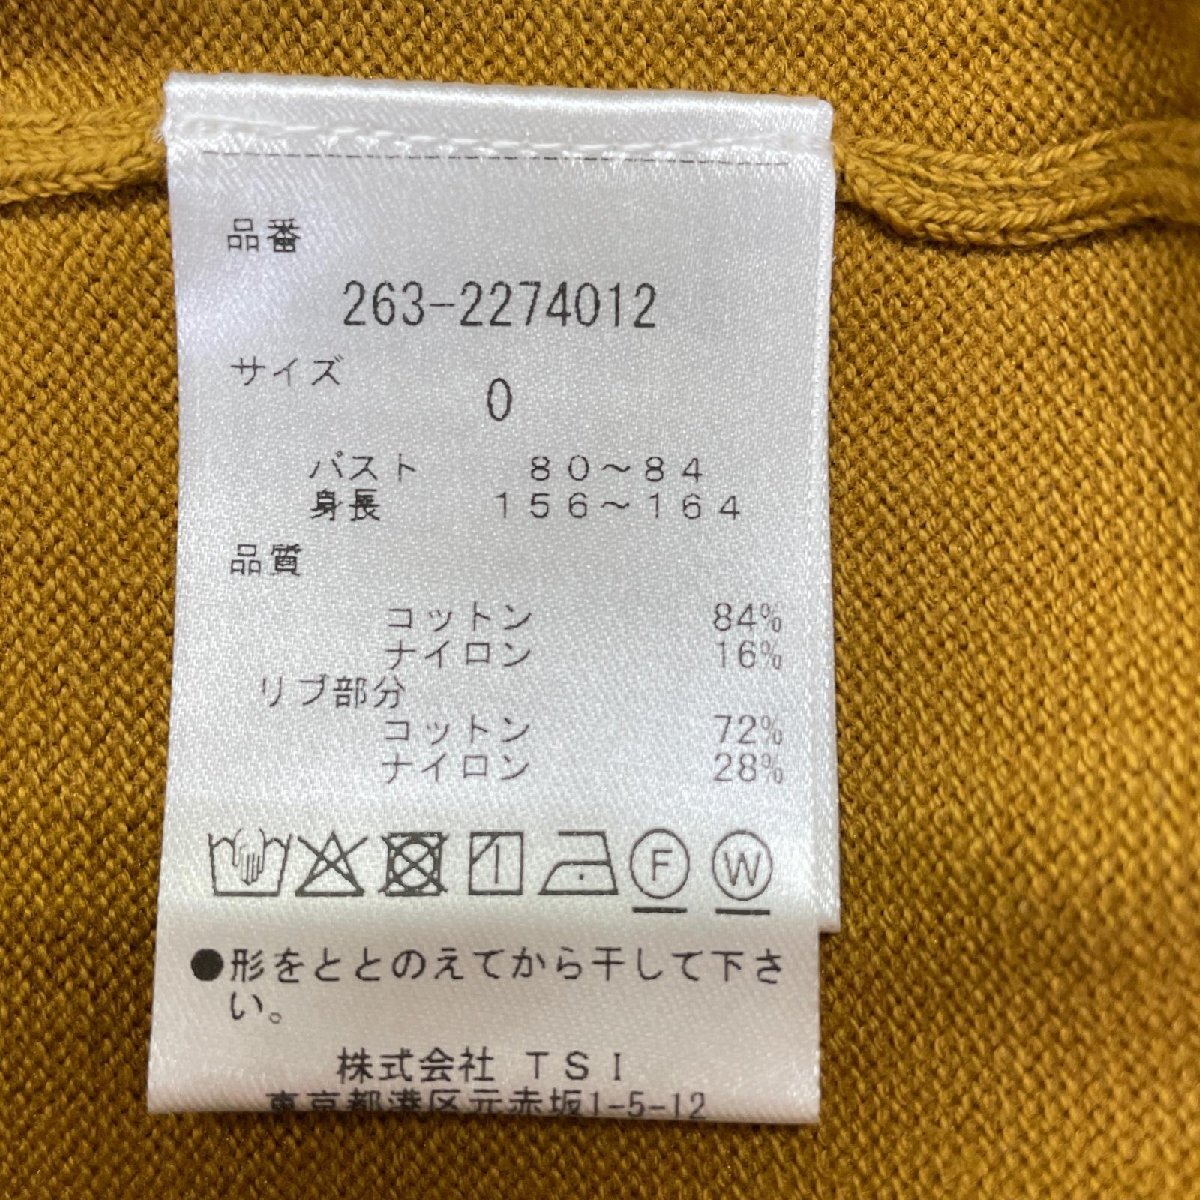 品番
263-2274012
サイズ
0
バスト 80～84
身長 156～164
品質
コットン 84%
ナイロン 16%
リブ部分
コットン 72%
ナイロン 28%
F W
●形をととのえてから干して下さ
い。
株式会社 TSI
東京都港区元赤坂1-5-12